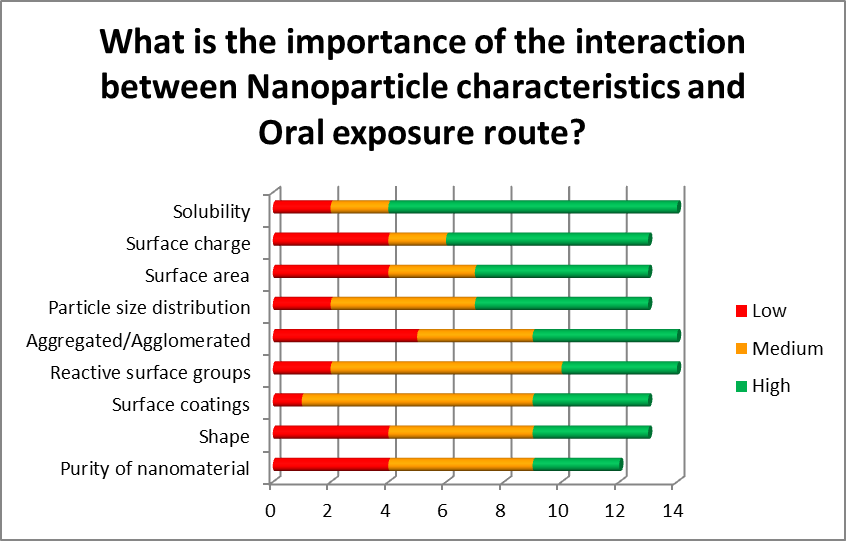 What is the importance of the interaction
between Nanoparticle characteristics and
Oral exposure route?
Solubility
Surface charge
Surface area
Particle size distribution
Aggregated/Agglomerated
Reactive surface groups
Surface coatings
Shape
Purity of nanomaterial
0 2 4 6 8 10 12 14
Low
Medium
High